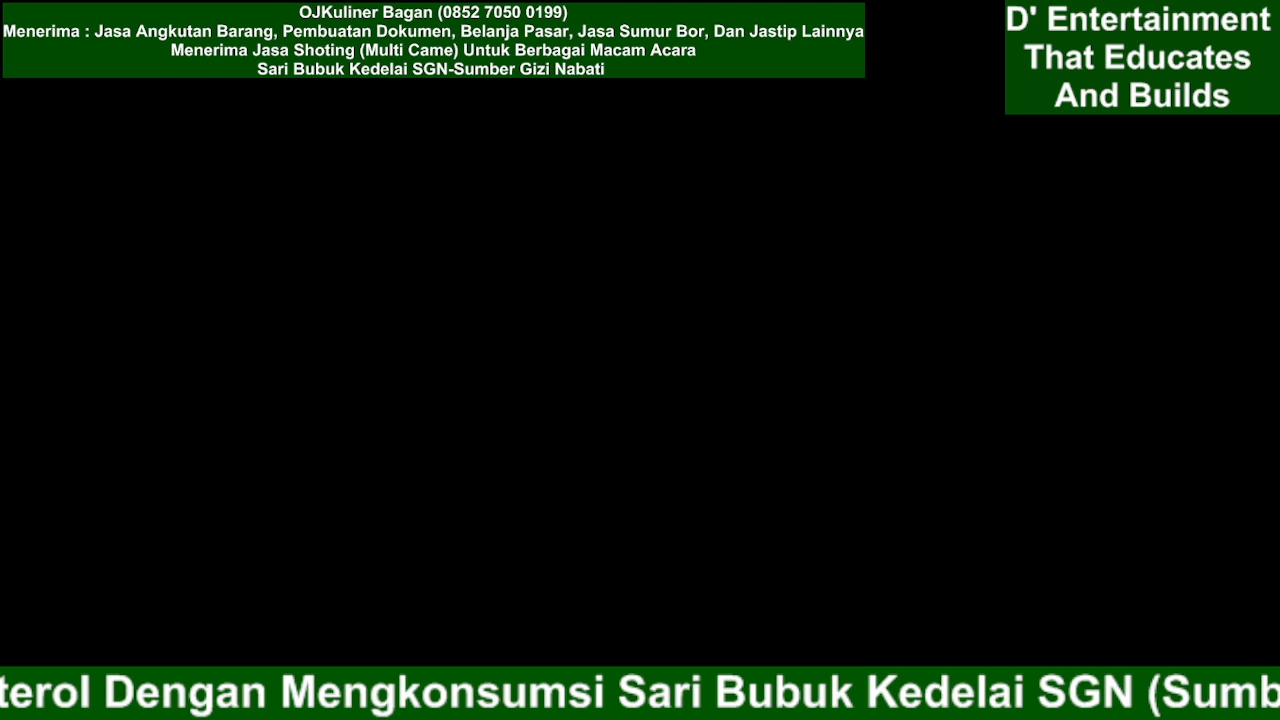 OJKuliner Bagan (0852 7050 0199)
Menerima : Jasa Angkutan Barang, Pembuatan Dokumen, Belanja Pasar, Jasa Sumur Bor, Dan Jastip Lainnya
Menerima Jasa Shoting (Multi Came) Untuk Berbagai Macam Acara
Sari Bubuk Kedelai SGN-Sumber Gizi Nabati
D' Entertainment
That Educates
And Builds
terol Dengan Mengkonsumsi Sari Bubuk Kedelai SGN (Sumb